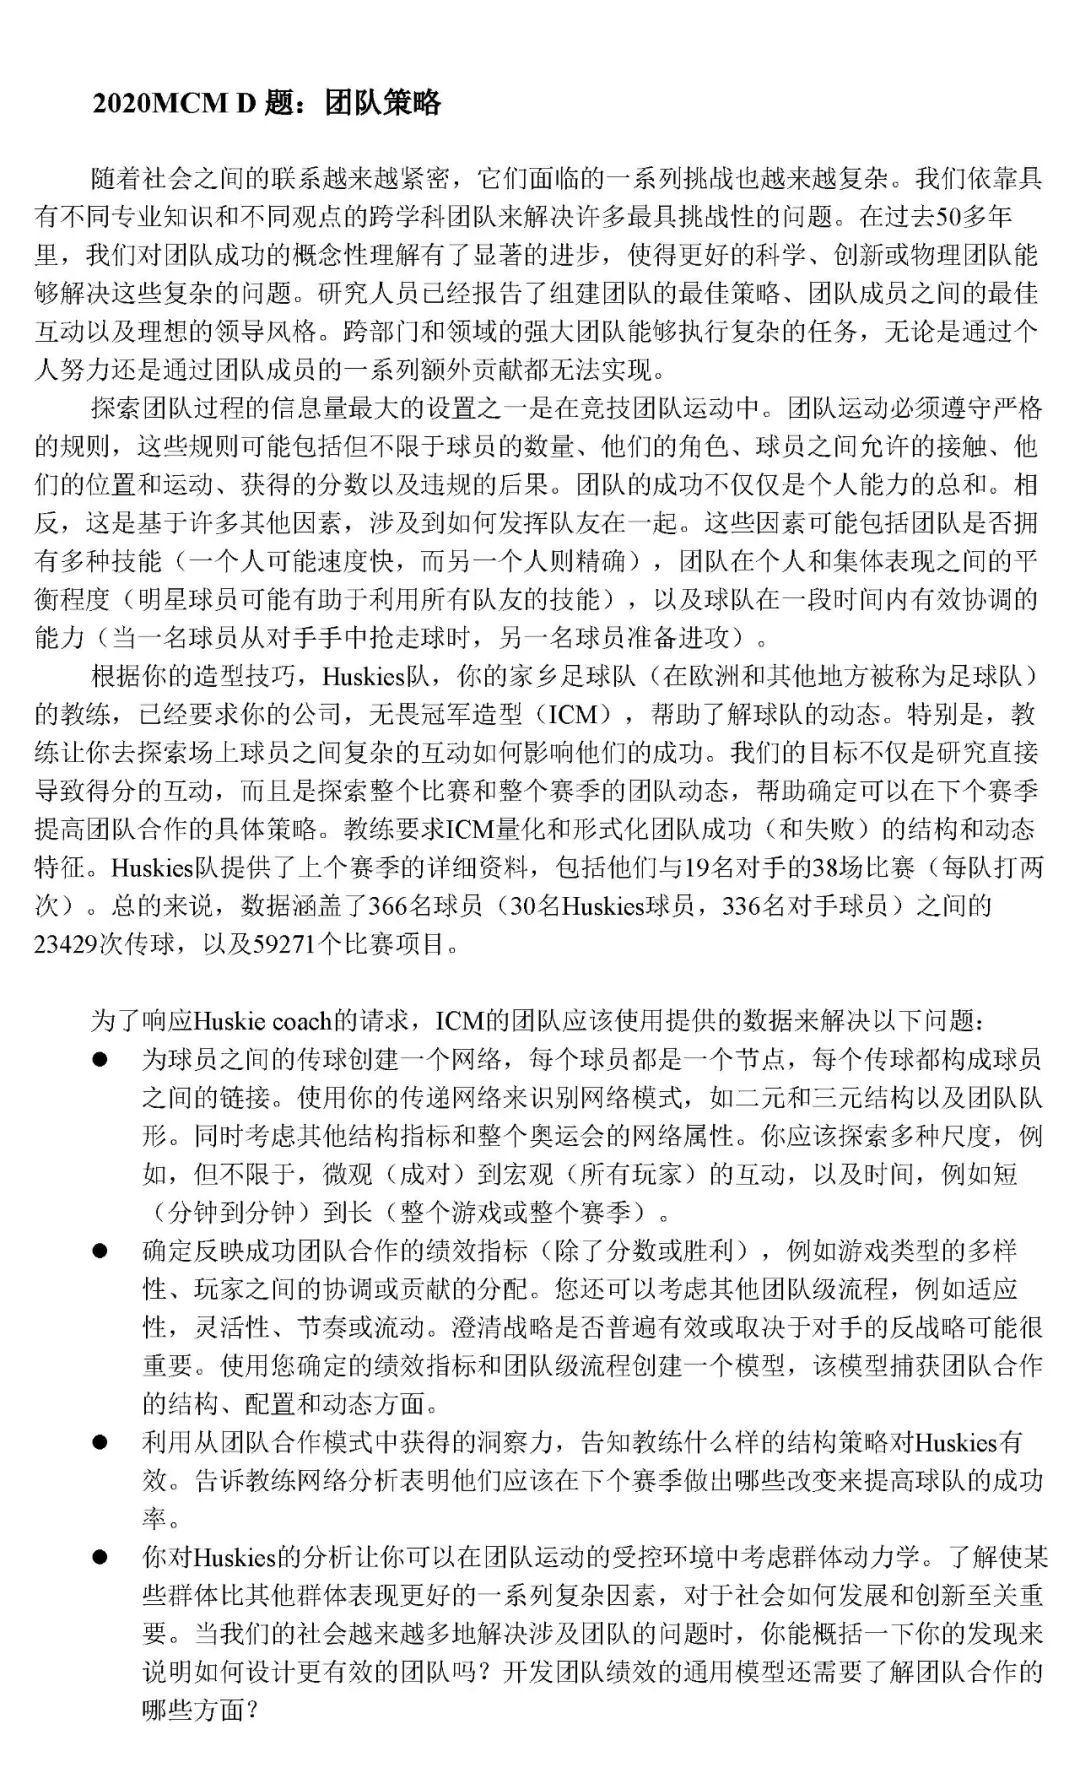 2020MCM D 题：团队策略
随着社会之间的联系越来越紧密，它们面临的一系列挑战也越来越复杂。我们依靠具
有不同专业知识和不同观点的跨学科团队来解决许多最具挑战性的问题。在过去50多年
里，我们对团队成功的概念性理解有了显著的进步，使得更好的科学、创新或物理团队能
够解决这些复杂的问题。研究人员已经报告了组建团队的最佳策略、团队成员之间的最佳
互动以及理想的领导风格。跨部门和领域的强大团队能够执行复杂的任务，无论是通过个
人努力还是通过团队成员的一系列额外贡献都无法实现。
探索团队过程的信息量最大的设置之一是在竞技团队运动中。团队运动必须遵守严格
的规则，这些规则可能包括但不限于球员的数量、他们的角色、球员之间允许的接触、他
们的位置和运动、获得的分数以及违规的后果。团队的成功不仅仅是个人能力的总和。相
反，这是基于许多其他因素，涉及到如何发挥队友在一起。这些因素可能包括团队是否拥
有多种技能（一个人可能速度快，而另一个人则精确），团队在个人和集体表现之间的平
衡程度（明星球员可能有助于利用所有队友的技能），以及球队在一段时间内有效协调的
能力（当一名球员从对手手中抢走球时，另一名球员准备进攻）。
根据你的造型技巧，Huskies队，你的家乡足球队（在欧洲和其他地方被称为足球队）
的教练，已经要求你的公司，无畏冠军造型（ICM），帮助了解球队的动态。特别是，教
练让你去探索场上球员之间复杂的互动如何影响他们的成功。我们的目标不仅是研究直接
导致得分的互动，而且是探索整个比赛和整个赛季的团队动态，帮助确定可以在下个赛季
提高团队合作的具体策略。教练要求ICM量化和形式化团队成功（和失败）的结构和动态
特征。Huskies队提供了上个赛季的详细资料，包括他们与19名对手的38场比赛（每队打两
次）。总的来说，数据涵盖了366名球员（30名Huskies球员，336名对手球员）之间的
23429次传球，以及59271个比赛项目。
为了响应Huskie coach的请求，ICM的团队应该使用提供的数据来解决以下问题：
● 为球员之间的传球创建一个网络，每个球员都是一个节点，每个传球都构成球员
之间的链接。使用你的传递网络来识别网络模式，如二元和三元结构以及团队队
形。同时考虑其他结构指标和整个奥运会的网络属性。你应该探索多种尺度，例
如，但不限于，微观（成对）到宏观（所有玩家）的互动，以及时间，例如短
（分钟到分钟）到长（整个游戏或整个赛季）。
● 确定反映成功团队合作的绩效指标（除了分数或胜利），例如游戏类型的多样
性、玩家之间的协调或贡献的分配。您还可以考虑其他团队级流程，例如适应
性，灵活性、节奏或流动。澄清战略是否普遍有效或取决于对手的反战略可能很
重要。使用您确定的绩效指标和团队级流程创建一个模型，该模型捕获团队合作
的结构、配置和动态方面。
● 利用从团队合作模式中获得的洞察力，告知教练什么样的结构策略对Huskies有
效。告诉教练网络分析表明他们应该在下个赛季做出哪些改变来提高球队的成功
率。
● 你对Huskies的分析让你可以在团队运动的受控环境中考虑群体动力学。了解使某
些群体比其他群体表现更好的一系列复杂因素，对于社会如何发展和创新至关重
要。当我们的社会越来越多地解决涉及团队的问题时，你能概括一下你的发现来
说明如何设计更有效的团队吗？开发团队绩效的通用模型还需要了解团队合作的
哪些方面？